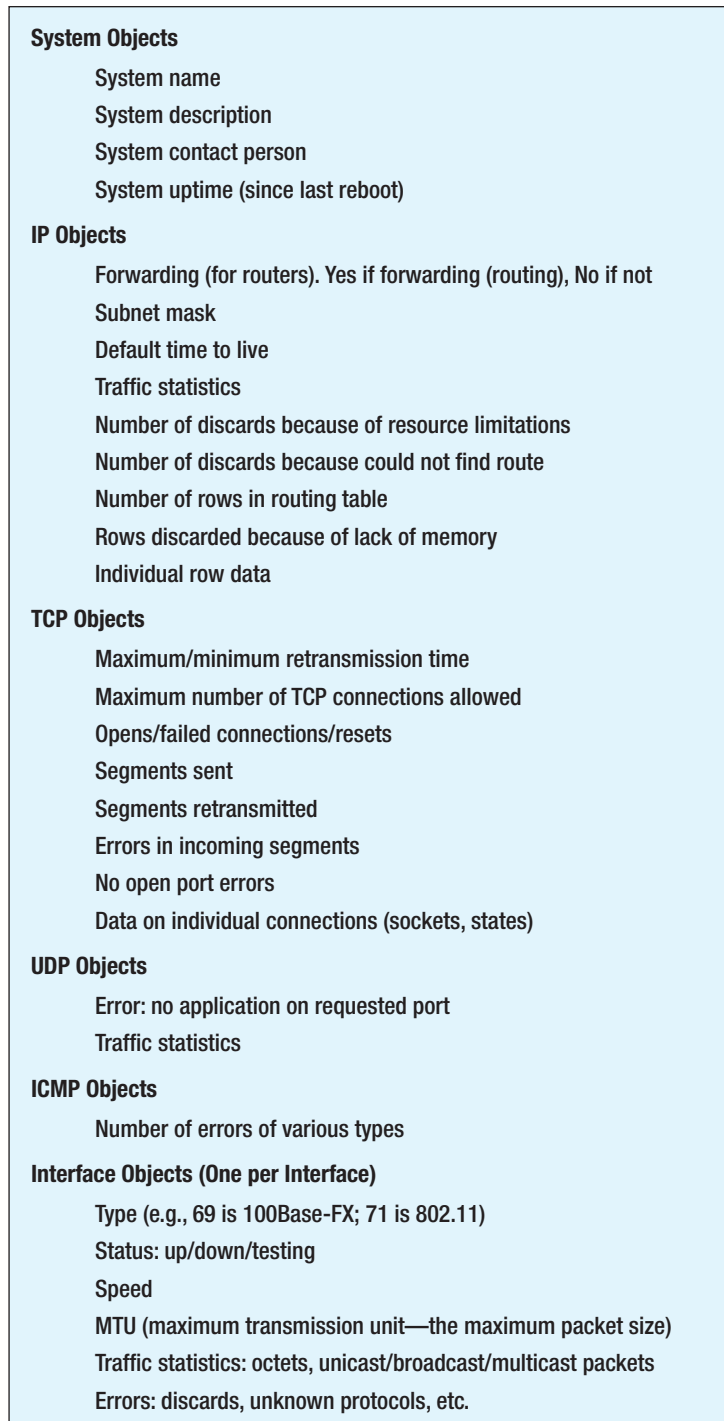 System Objects
System name
System description
System contact person
System uptime (since last reboot)
IP Objects
Forwarding (for routers). Yes if forwarding (routing), No if not
Subnet mask
Default time to live
Traffic statistics
Number of discards because of resource limitations
Number of discards because could not find route
Number of rows in routing table
Rows discarded because of lack of memory
Individual row data
TCP Objects
Maximum/minimum retransmission time
Maximum number of TCP connections allowed
Opens/failed connections/resets
Segments sent
Segments retransmitted
Errors in incoming segments
No open port errors
Data on individual connections (sockets, states)
UDP Objects
Error: no application on requested port
Traffic statistics
ICMP Objects
Number of errors of various types
Interface Objects (One per Interface)
Type (e.g., 69 is 100Base-FX; 71 is 802.11)
Status: up/down/testing
Speed
MTU (maximum transmission unit—the maximum packet size)
Traffic statistics: octets, unicast/broadcast/multicast packets
Errors: discards, unknown protocols, etc.